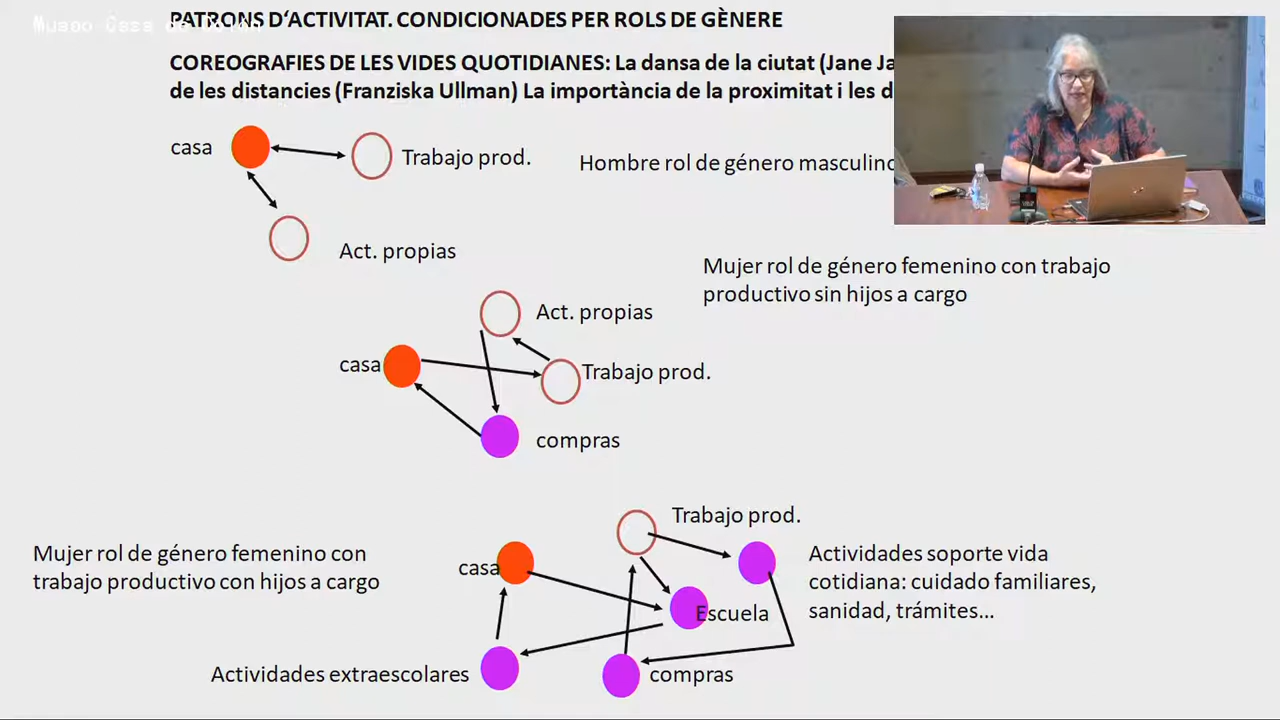 Museo Casa de Colón
PATRONS D'ACTIVITAT. CONDICIONADES PER ROLS DE GÈNERE
COREOGRAFIES DE LES VIDES QUOTIDIANES: La dansa de la ciutat (Jane Ja
de les distancies (Franziska Ullman) La importància de la proximitat i les d
casa
Trabajo prod.
Hombre rol de género masculino
Act. propias
Mujer rol de género femenino con trabajo
productivo sin hijos a cargo
Act. propias
casa
Trabajo prod.
compras
Trabajo prod.
Mujer rol de género femenino con
trabajo productivo con hijos a cargo
casa
Actividades soporte vida
cotidiana: cuidado familiares,
sanidad, trámites...
Escuela
Actividades extraescolares
compras